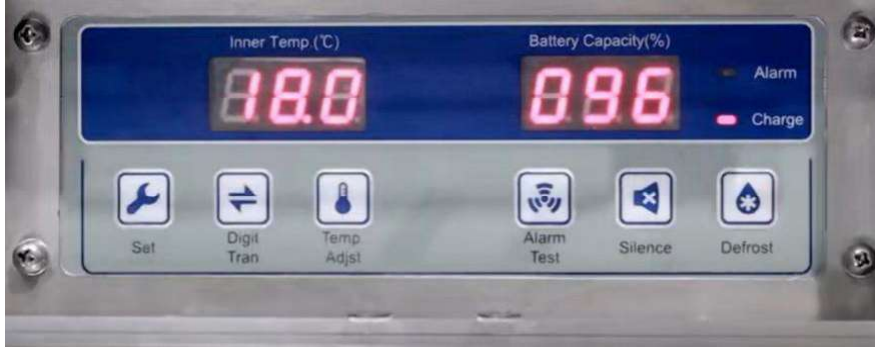 Inner Temp (℃)
Battery Capacity(%)
18.0
096
Alarm
Charge
Set
Digit
Tran
Temp
Adjst
Alarm
Test
Silence
Defrost